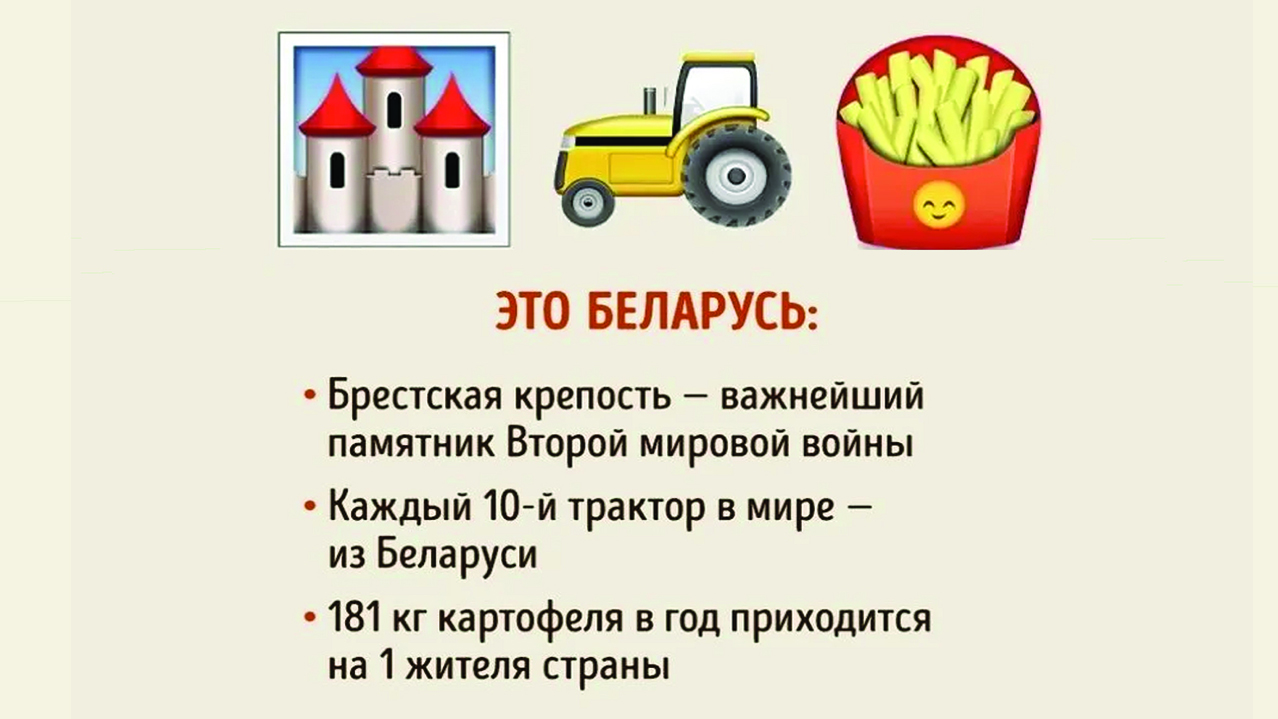 ЭТО БЕЛАРУСЬ:
• Брестская крепость – важнейший
памятник Второй мировой войны
• Каждый 10-й трактор в мире –
из Беларуси
• 181 кг картофеля в год приходится
на 1 жителя страны